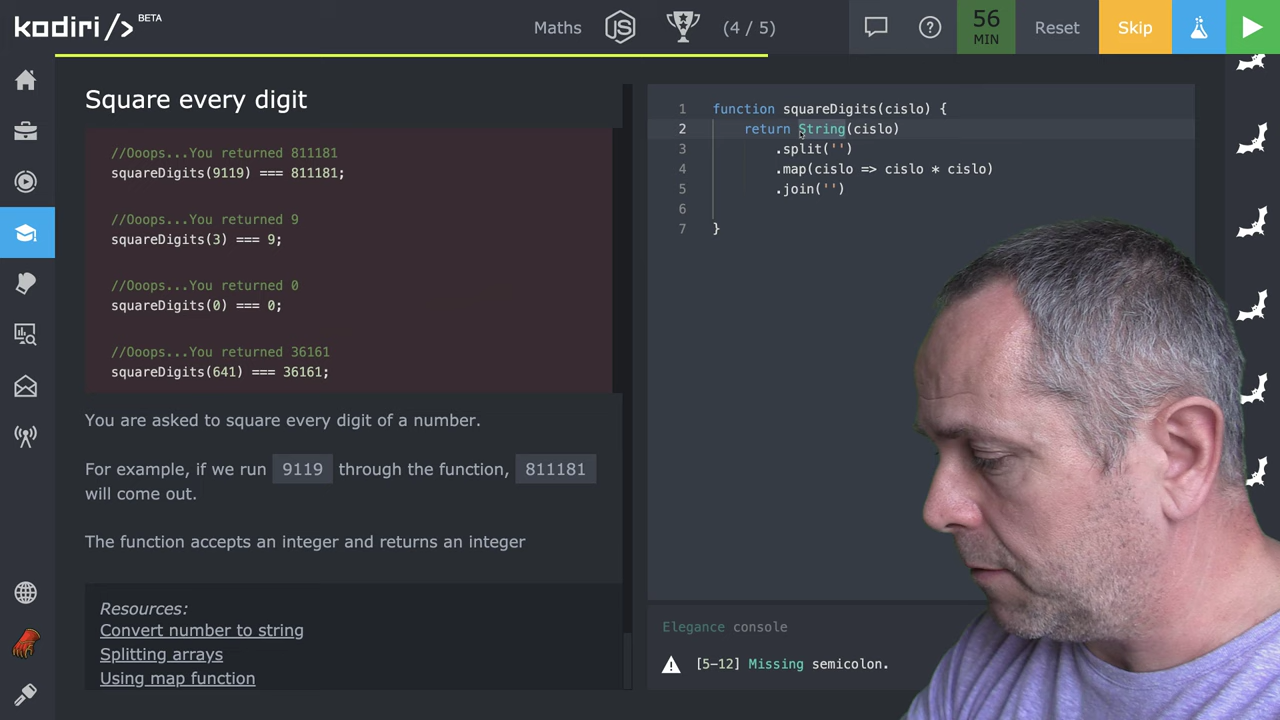 kodiri/> BETA
Maths
JS
(4 / 5)
56
MIN
Reset
Skip
Square every digit
//Ooops...You returned 811181
squareDigits(9119) === 811181;
//Ooops...You returned 9
squareDigits(3) === 9;
//Ooops...You returned 0
squareDigits(0) === 0;
//Ooops...You returned 36161
squareDigits(641) === 36161;
You are asked to square every digit of a number.
For example, if we run 9119 through the function, 811181
will come out.
The function accepts an integer and returns an integer
Resources:
Convert number to string
Splitting arrays
Using map function
1 function squareDigits(cislo) {
2 return String(cislo)
3 .split('')
4 .map(cislo => cislo * cislo)
5 .join('')
6
7 }
Elegance console
[5-12] Missing semicolon.